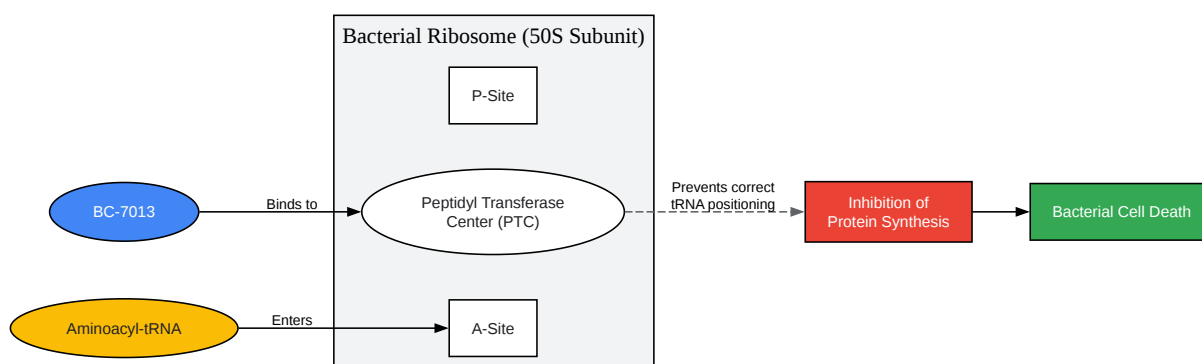 Bacterial Ribosome (50S Subunit)
P-Site
BC-7013
Binds to
Peptidyl Transferase
Center (PTC)
Prevents correct
tRNA positioning
Inhibition of
Protein Synthesis
Bacterial Cell Death
Aminoacyl-tRNA
Enters
A-Site